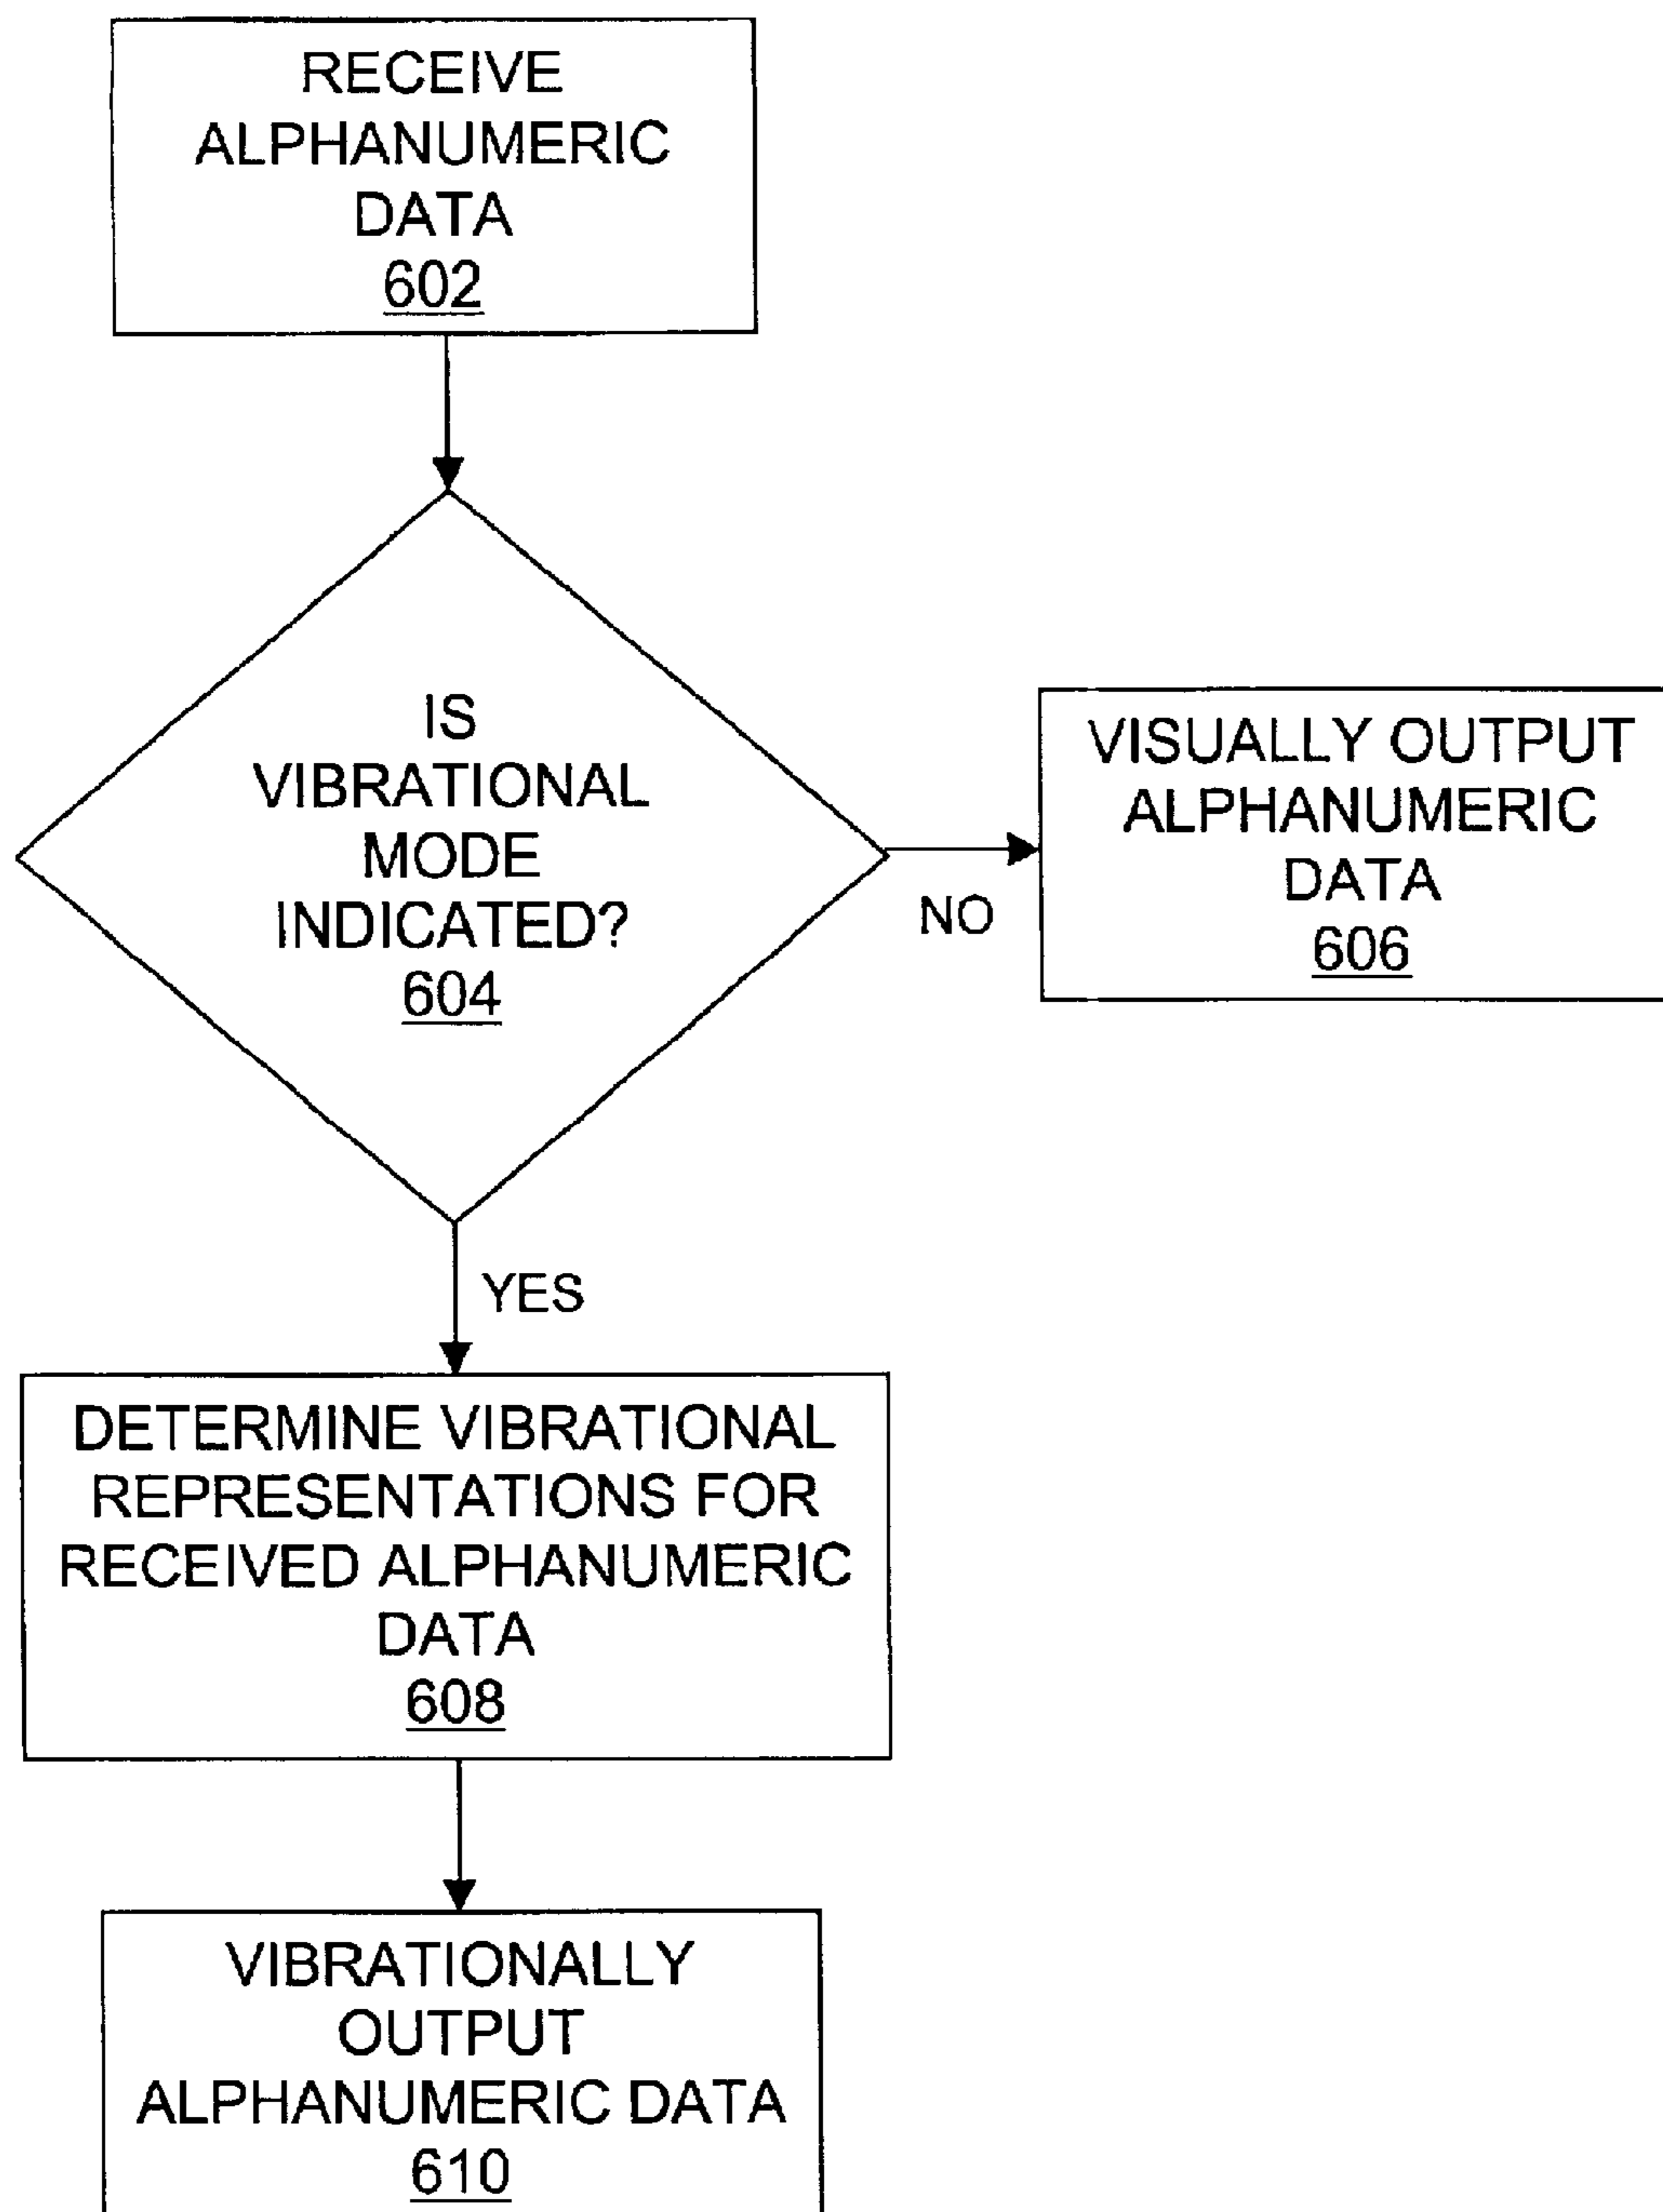 RECEIVE
ALPHANUMERIC
DATA
602
IS
VIBRATIONAL
MODE
INDICATED?
604
NO
VISUALLY OUTPUT
ALPHANUMERIC
DATA
606
YES
DETERMINE VIBRATIONAL
REPRESENTATIONS FOR
RECEIVED ALPHANUMERIC
DATA
608
VIBRATIONALLY
OUTPUT
ALPHANUMERIC DATA
610